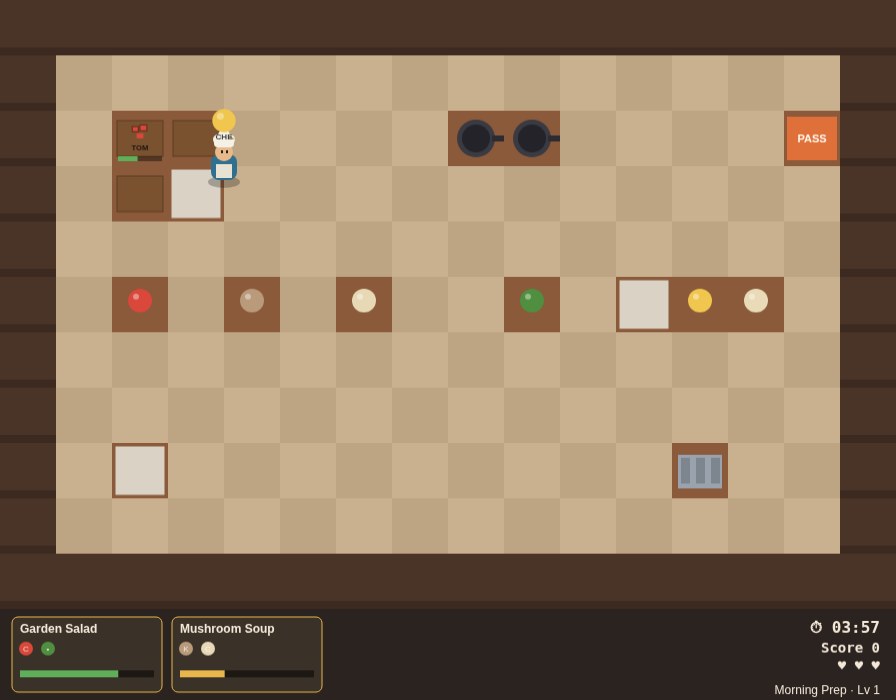 CHE
TOM
PASS
Garden Salad
C
Mushroom Soup
K
03:57
Score 0
Morning Prep · Lv 1